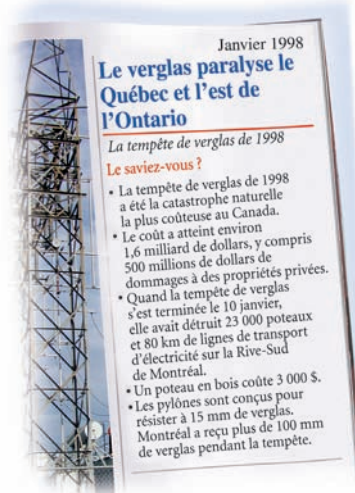 Janvier 1998
Le verglas paralyse le
Québec et l'est de
l'Ontario
La tempête de verglas de 1998
Le saviez-vous ?
• La tempête de verglas de 1998
a été la catastrophe naturelle
la plus coûteuse au Canada.
• Le coût a atteint environ
1,6 milliard de dollars, y compris
500 millions de dollars de
dommages à des propriétés privées.
• Quand la tempête de verglas
s'est terminée le 10 janvier,
elle avait détruit 23 000 poteaux
et 80 km de lignes de transport
d'électricité sur la Rive-Sud
de Montréal.
• Un poteau en bois coûte 3 000 $.
• Les pylônes sont conçus pour
résister à 15 mm de verglas.
Montréal a reçu plus de 100 mm
de verglas pendant la tempête.